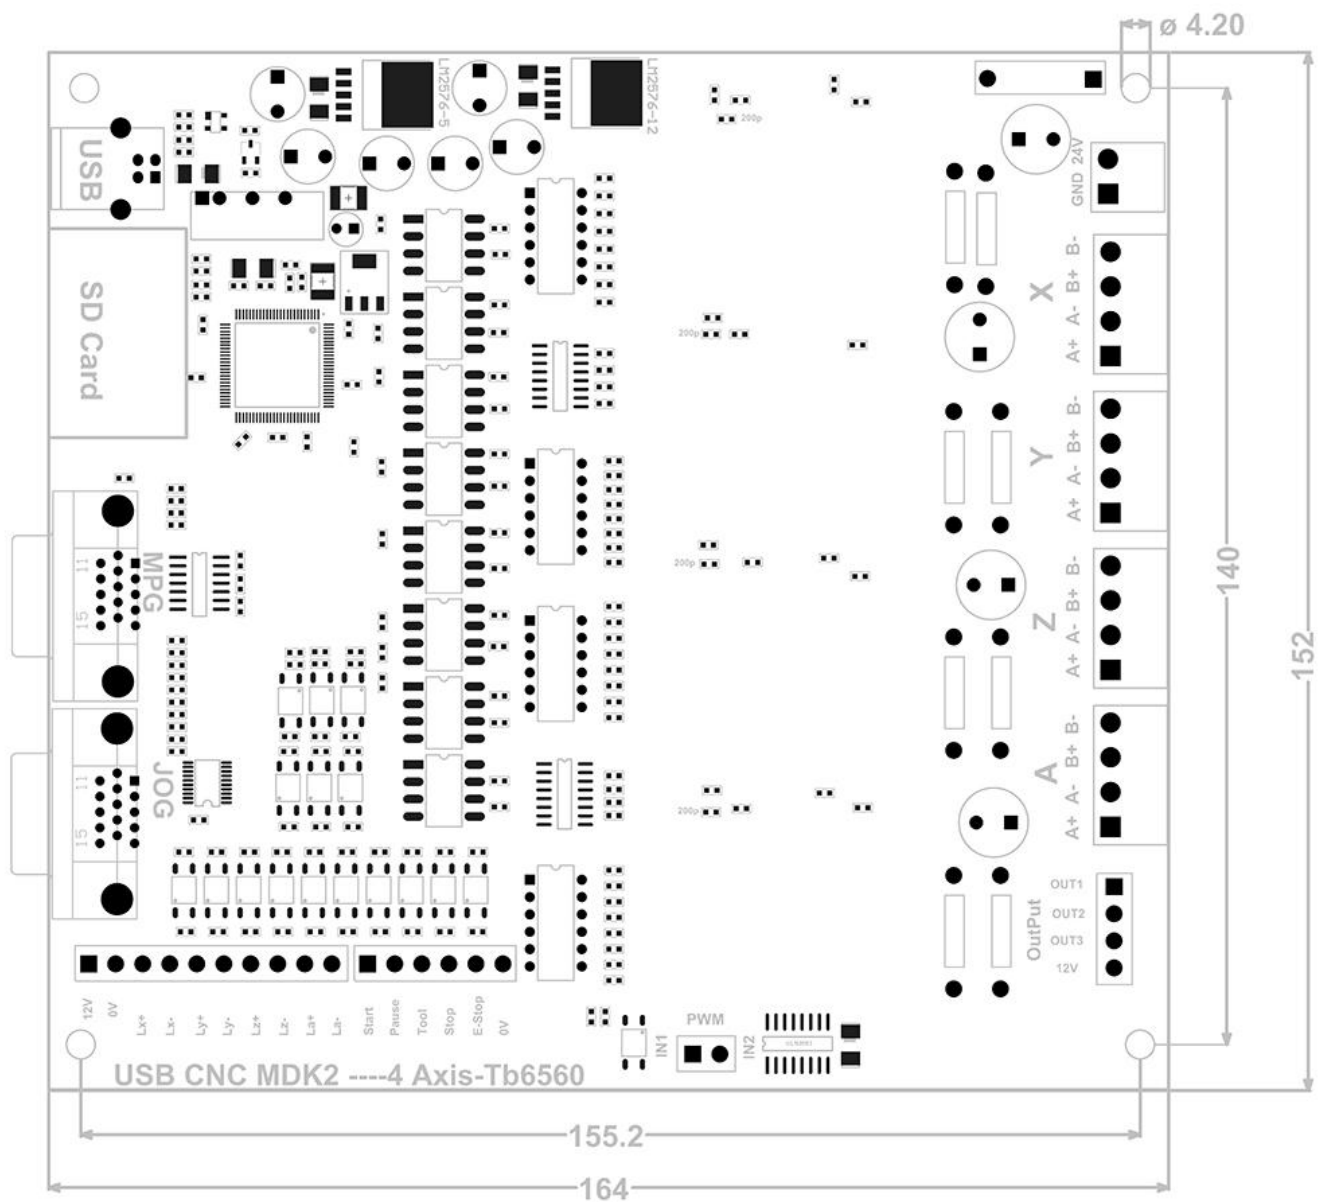 ø 4.20
LM2576-5
LM2576-12
200p
USB
GND 24V
SD Card
B-
B+
A-
A+
X
200p
B-
B+
A-
A+
Y
MPG
11
15
200p
B-
B+
A-
A+
Z
140
152
JOG
11
15
200p
B-
B+
A-
A+
A
OutPut
OUT1
OUT2
OUT3
12V
12V
0V
Lx+
Lx-
Ly+
Ly-
Lz+
Lz-
La+
La-
Start
Pause
Tool
Stop
E-Stop
0V
IN1
PWM
IN2
USB CNC MDK2 ----4 Axis-Tb6560
155.2
164